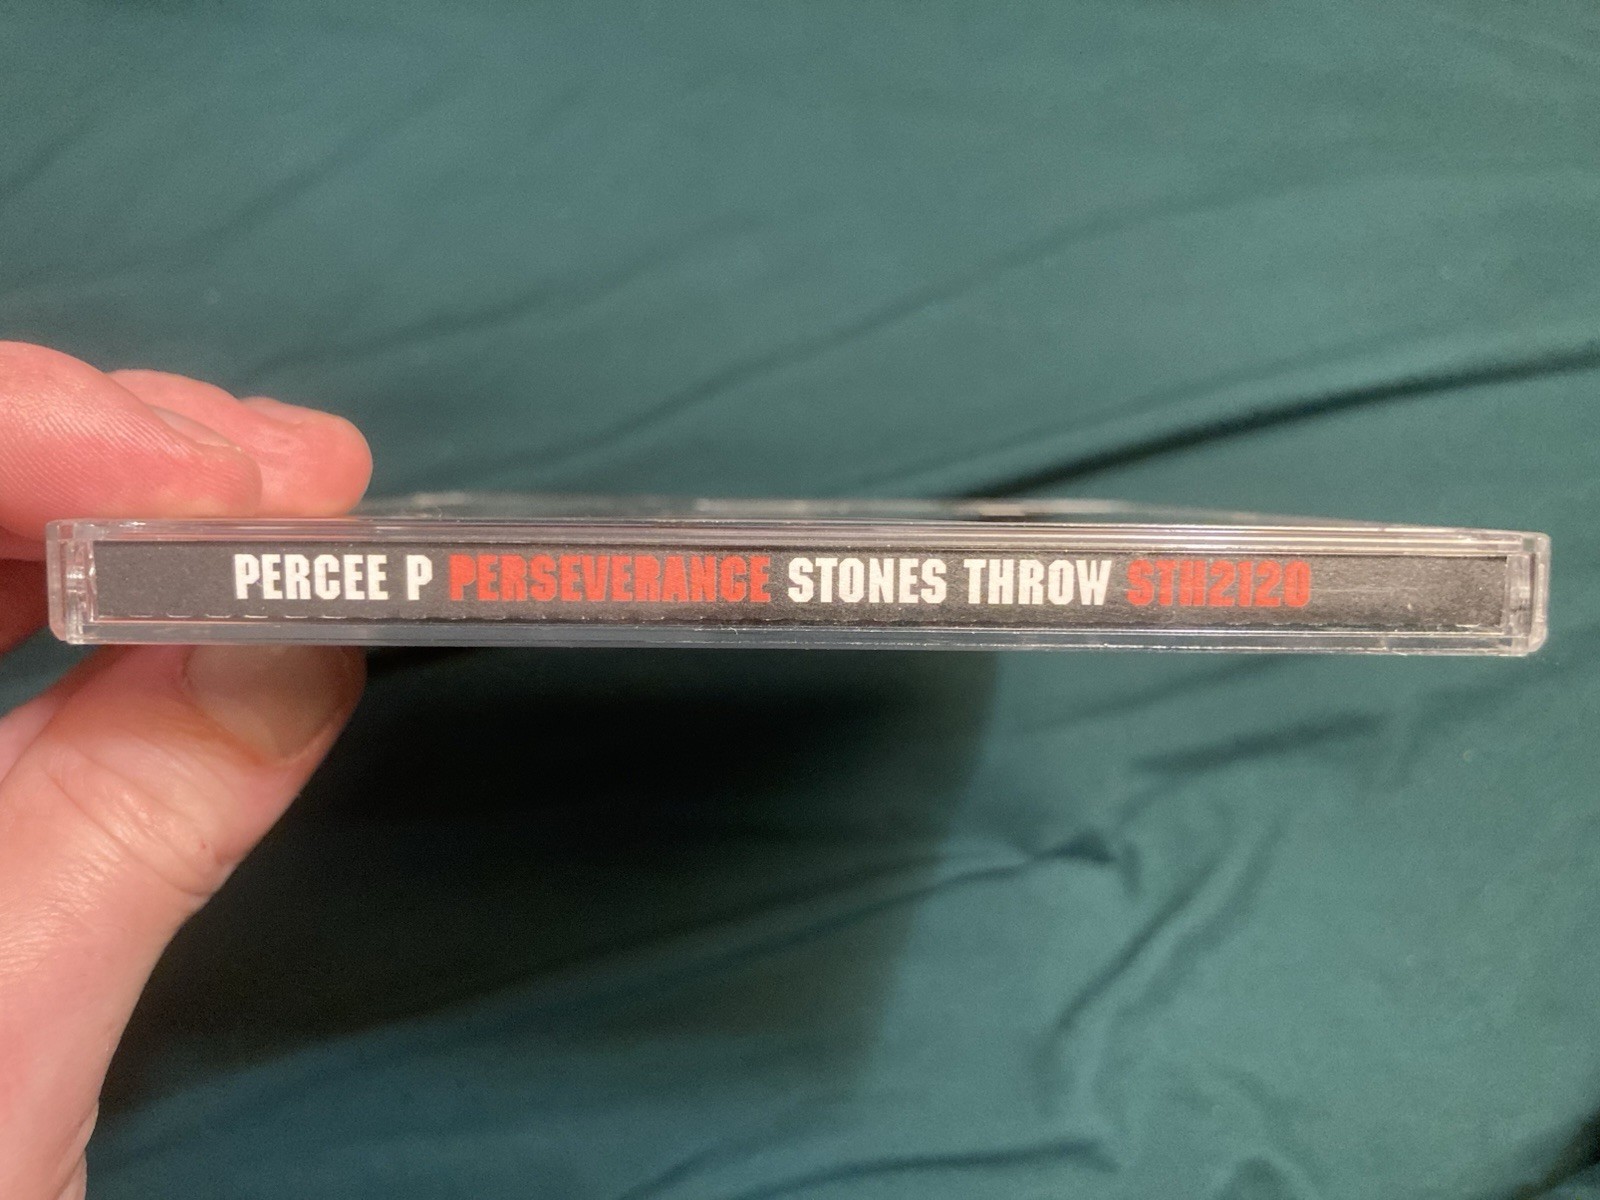 PERCEE P PERSEVERANCE STONES THROW STH2120